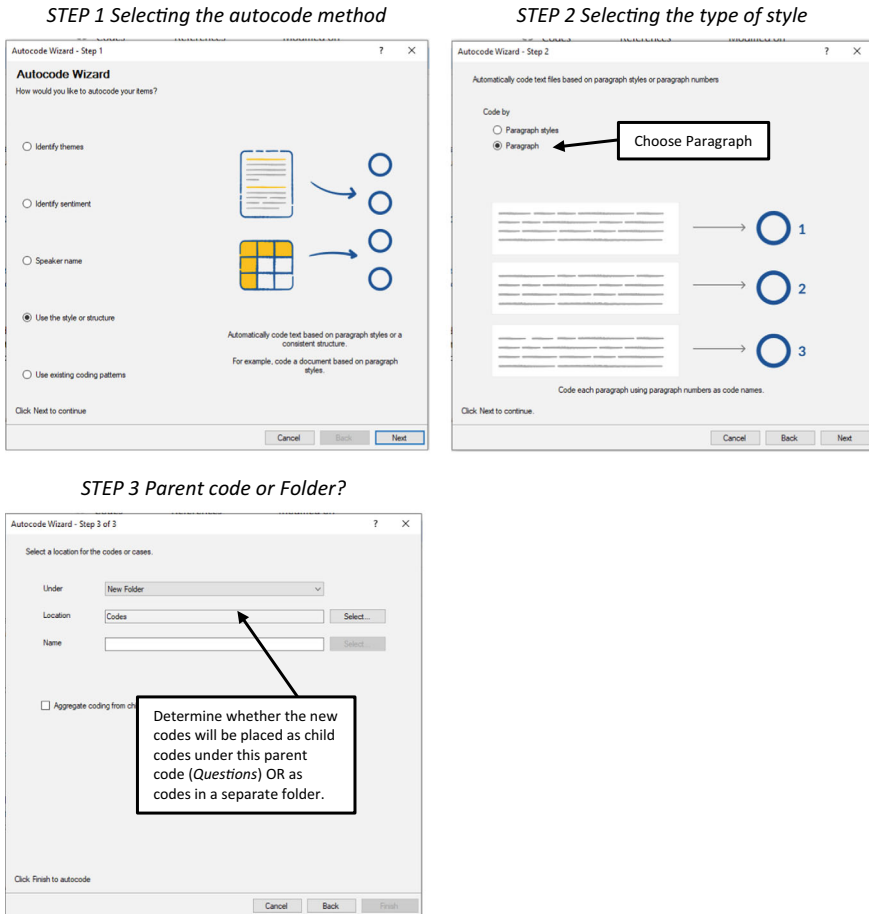 STEP 1 Selecting the autocode method
Autocode Wizard - Step 1 ? ×
Autocode Wizard
How would you like to autocode your items?
Identify themes
Identify sentiment
Speaker name
Use the style or structure
Automatically code text based on paragraph styles or a
consistent structure.
For example, code a document based on paragraph
styles.
Use existing coding patterns
Click Next to continue
Cancel Back Next
STEP 2 Selecting the type of style
Autocode Wizard - Step 2 ? ×
Automatically code text files based on paragraph styles or paragraph numbers
Code by
Paragraph styles
Paragraph
Choose Paragraph
1
2
3
Code each paragraph using paragraph numbers as code names.
Click Next to continue.
Cancel Back Next
STEP 3 Parent code or Folder?
Autocode Wizard - Step 3 of 3 ? ×
Select a location for the codes or cases.
Under New Folder
Location Codes Select...
Name Select...
Aggregate coding from
Determine whether the new
codes will be placed as child
codes under this parent
code (Questions) OR as
codes in a separate folder.
Click Finish to autocode
Cancel Back Finish